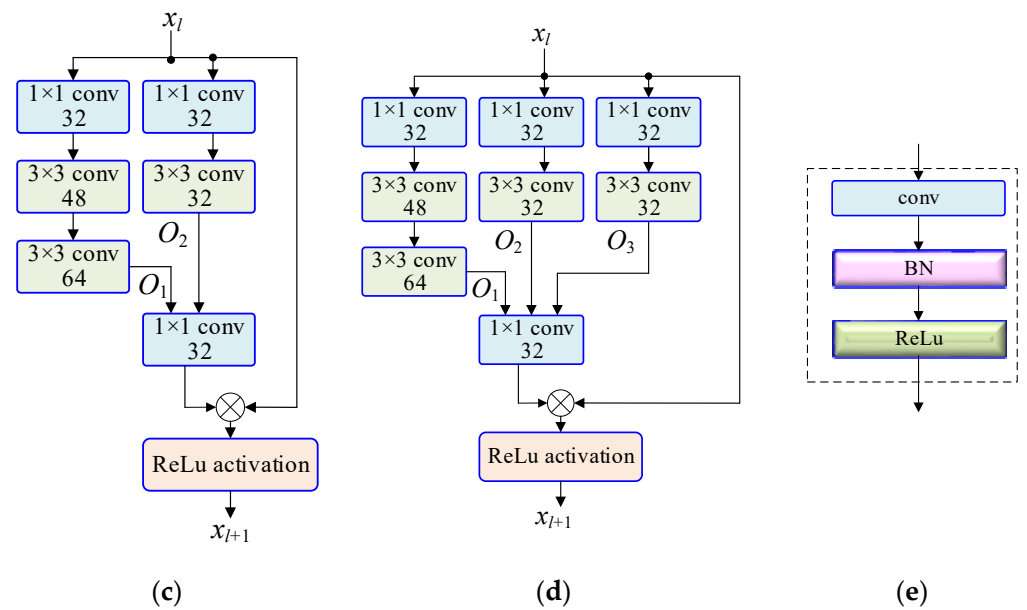 x_l
1×1 conv
32
1×1 conv
32
3×3 conv
48
3×3 conv
32
3×3 conv
64
O_2
O_1
1×1 conv
32
ReLu activation
x_{l+1}
(c)
x_l
1×1 conv
32
1×1 conv
32
1×1 conv
32
3×3 conv
48
3×3 conv
32
3×3 conv
32
3×3 conv
64
O_1
O_2
O_3
1×1 conv
32
ReLu activation
x_{l+1}
(d)
conv
BN
ReLu
(e)